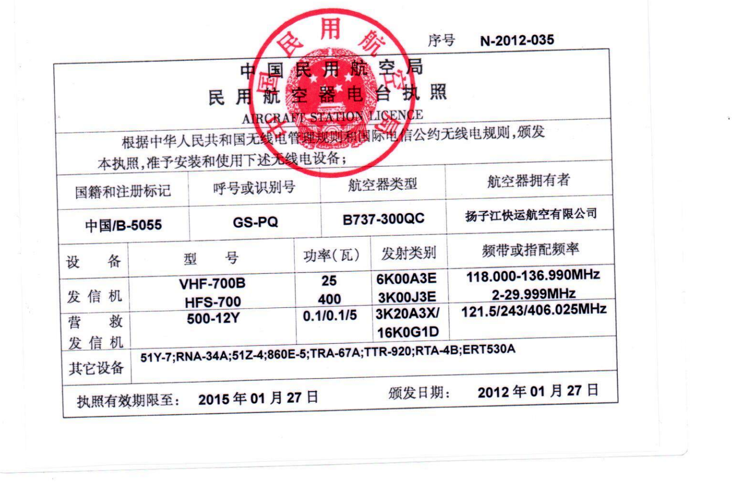 序号 N-2012-035
中国民用航空局
中国民用航空局
民用航空器电台执照
AIRCRAFT STATION LICENCE
根据中华人民共和国无线电管理规则和国际电信公约无线电规则,颁发
本执照,准予安装和使用下述无线电设备;
国籍和注册标记 呼号或识别号 航空器类型 航空器拥有者
中国/B-5055 GS-PQ B737-300QC 扬子江快运航空有限公司
设 备 型 号 功率(瓦) 发射类别 频带或指配频率
发信机 VHF-700B 25 6K00A3E 118.000-136.990MHz
HFS-700 400 3K00J3E 2-29.999MHz
营 救 500-12Y 0.1/0.1/5 3K20A3X/ 121.5/243/406.025MHz
发信机 16K0G1D
其它设备 51Y-7;RNA-34A;51Z-4;860E-5;TRA-67A;TTR-920;RTA-4B;ERT530A
执照有效期限至: 2015 年 01 月 27 日 颁发日期: 2012 年 01 月 27 日